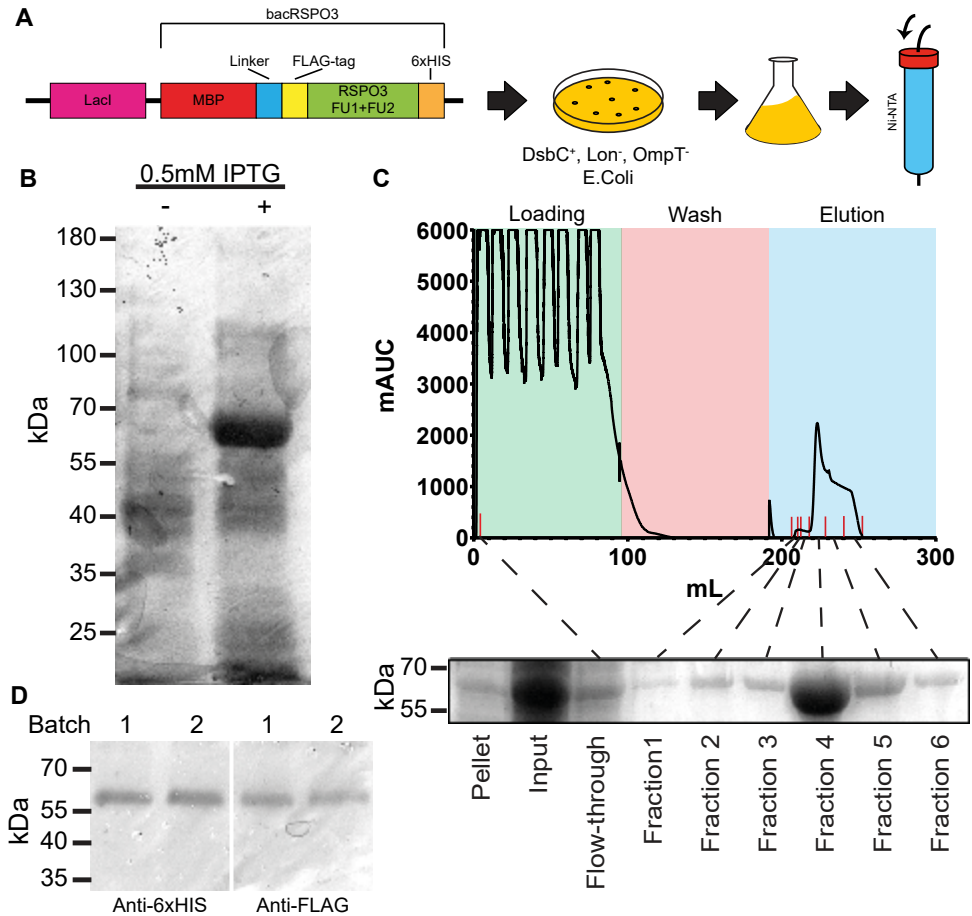 A
bacRSPO3
Linker
FLAG-tag
6xHIS
LacI
MBP
RSPO3
FU1+FU2
Ni-NTA
DsbC⁺, Lon⁻, OmpT⁻
E.Coli
B
0.5mM IPTG
- +
kDa
180
130
100
70
55
40
35
25
C
Loading Wash Elution
mAUC
6000
5000
4000
3000
2000
1000
0
0 100 200 300
mL
kDa
70
55
Pellet
Input
Flow-through
Fraction1
Fraction 2
Fraction 3
Fraction 4
Fraction 5
Fraction 6
D
Batch 1 2 1 2
kDa
70
55
40
35
Anti-6xHIS Anti-FLAG